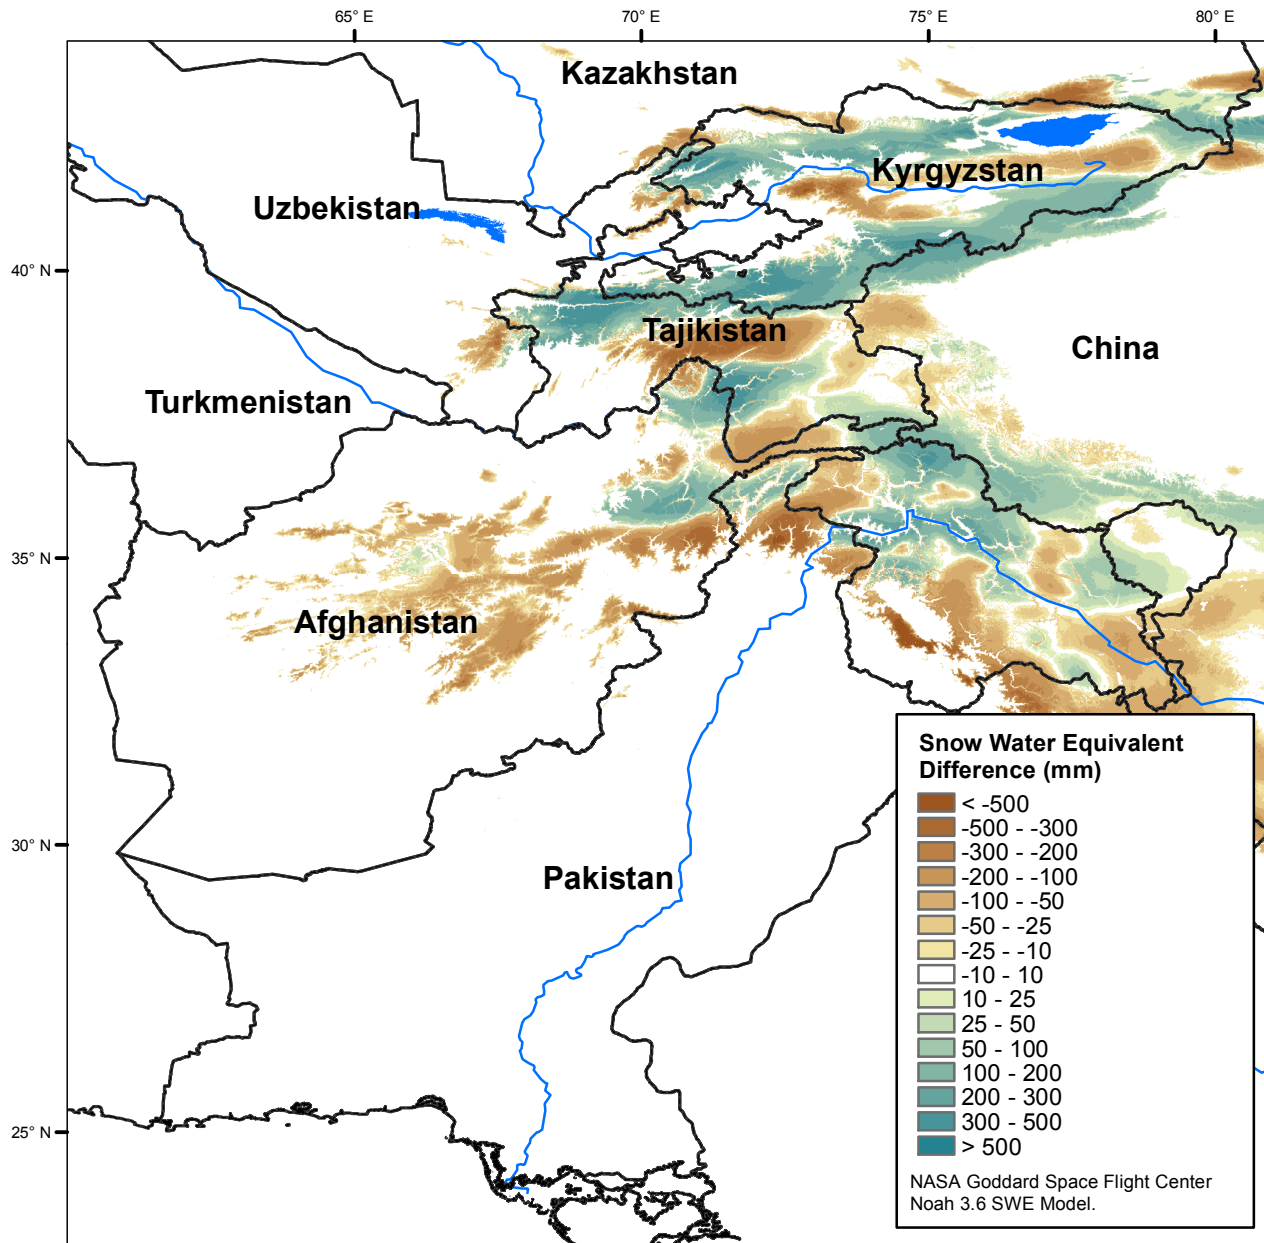 65° E
70° E
75° E
80° E
Kazakhstan
Kyrgyzstan
Uzbekistan
40° N
Tajikistan
China
Turkmenistan
35° N
Afghanistan
30° N
Pakistan
25° N
Snow Water Equivalent
Difference (mm)
< -500
-500 - -300
-300 - -200
-200 - -100
-100 - -50
-50 - -25
-25 - -10
-10 - 10
10 - 25
25 - 50
50 - 100
100 - 200
200 - 300
300 - 500
> 500
NASA Goddard Space Flight Center
Noah 3.6 SWE Model.